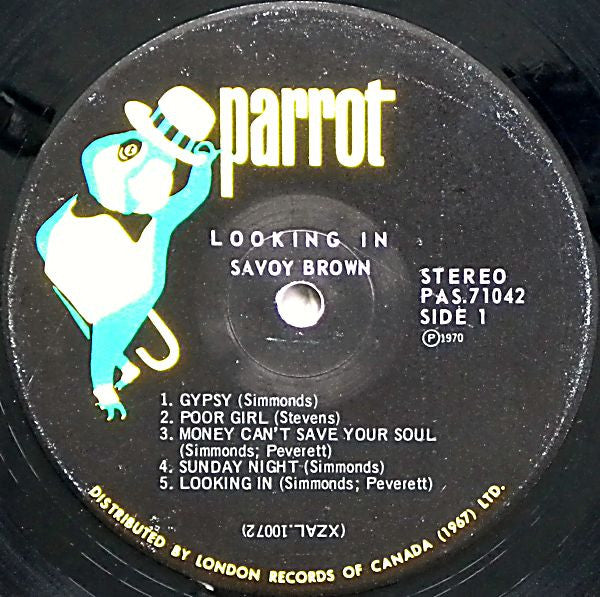 parrot
LOOKING IN
SAVOY BROWN
STEREO
PAS.71042
SIDE 1
Ⓟ1970
1. GYPSY (Simmonds)
2. POOR GIRL (Stevens)
3. MONEY CAN'T SAVE YOUR SOUL
(Simmonds; Peverett)
4. SUNDAY NIGHT (Simmonds)
5. LOOKING IN (Simmonds; Peverett)
(XZAL.10072)
DISTRIBUTED BY LONDON RECORDS OF CANADA (1967) LTD.